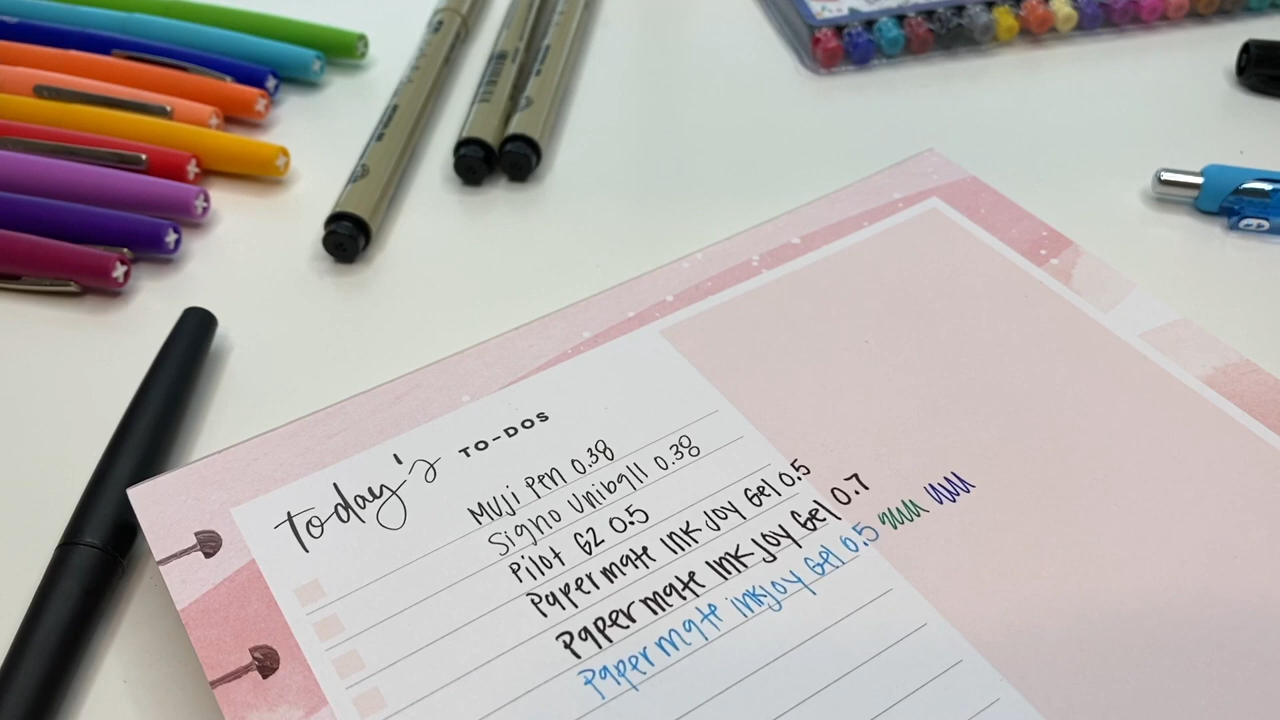 today's TO-DOS
Muji Pen 0.38
Signo Uniball 0.38
Pilot G2 0.5
Papermate Ink Joy Gel 0.5
Papermate Ink Joy Gel 0.7
Papermate inkjoy Gel 0.5